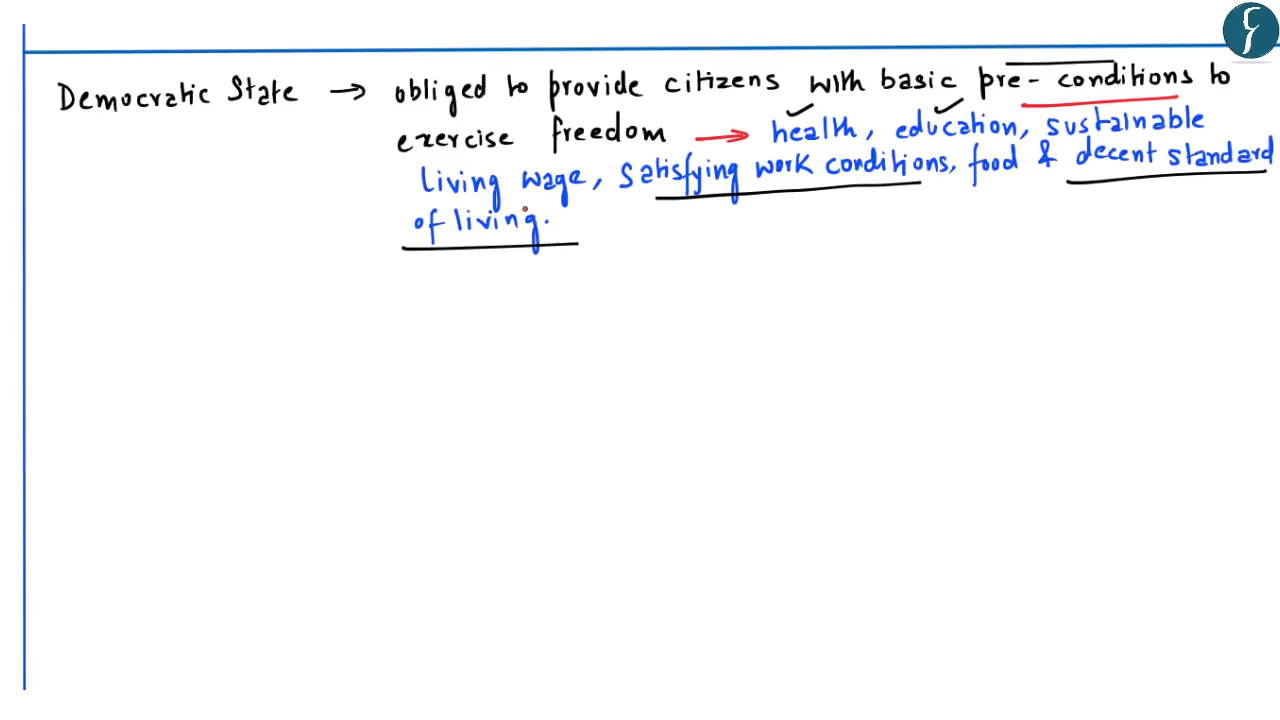 Democratic State → obliged to provide citizens with basic pre-conditions to
exercise freedom → health, education, sustainable
living wage, satisfying work conditions, food & decent standard
of living.